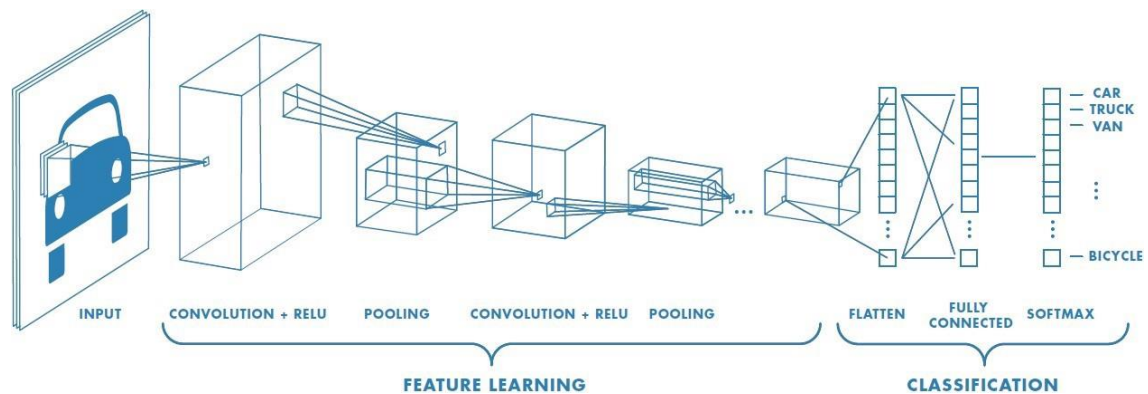 CAR
TRUCK
VAN
BICYCLE
INPUT
CONVOLUTION + RELU
POOLING
CONVOLUTION + RELU
POOLING
FLATTEN
FULLY
CONNECTED
SOFTMAX
FEATURE LEARNING
CLASSIFICATION